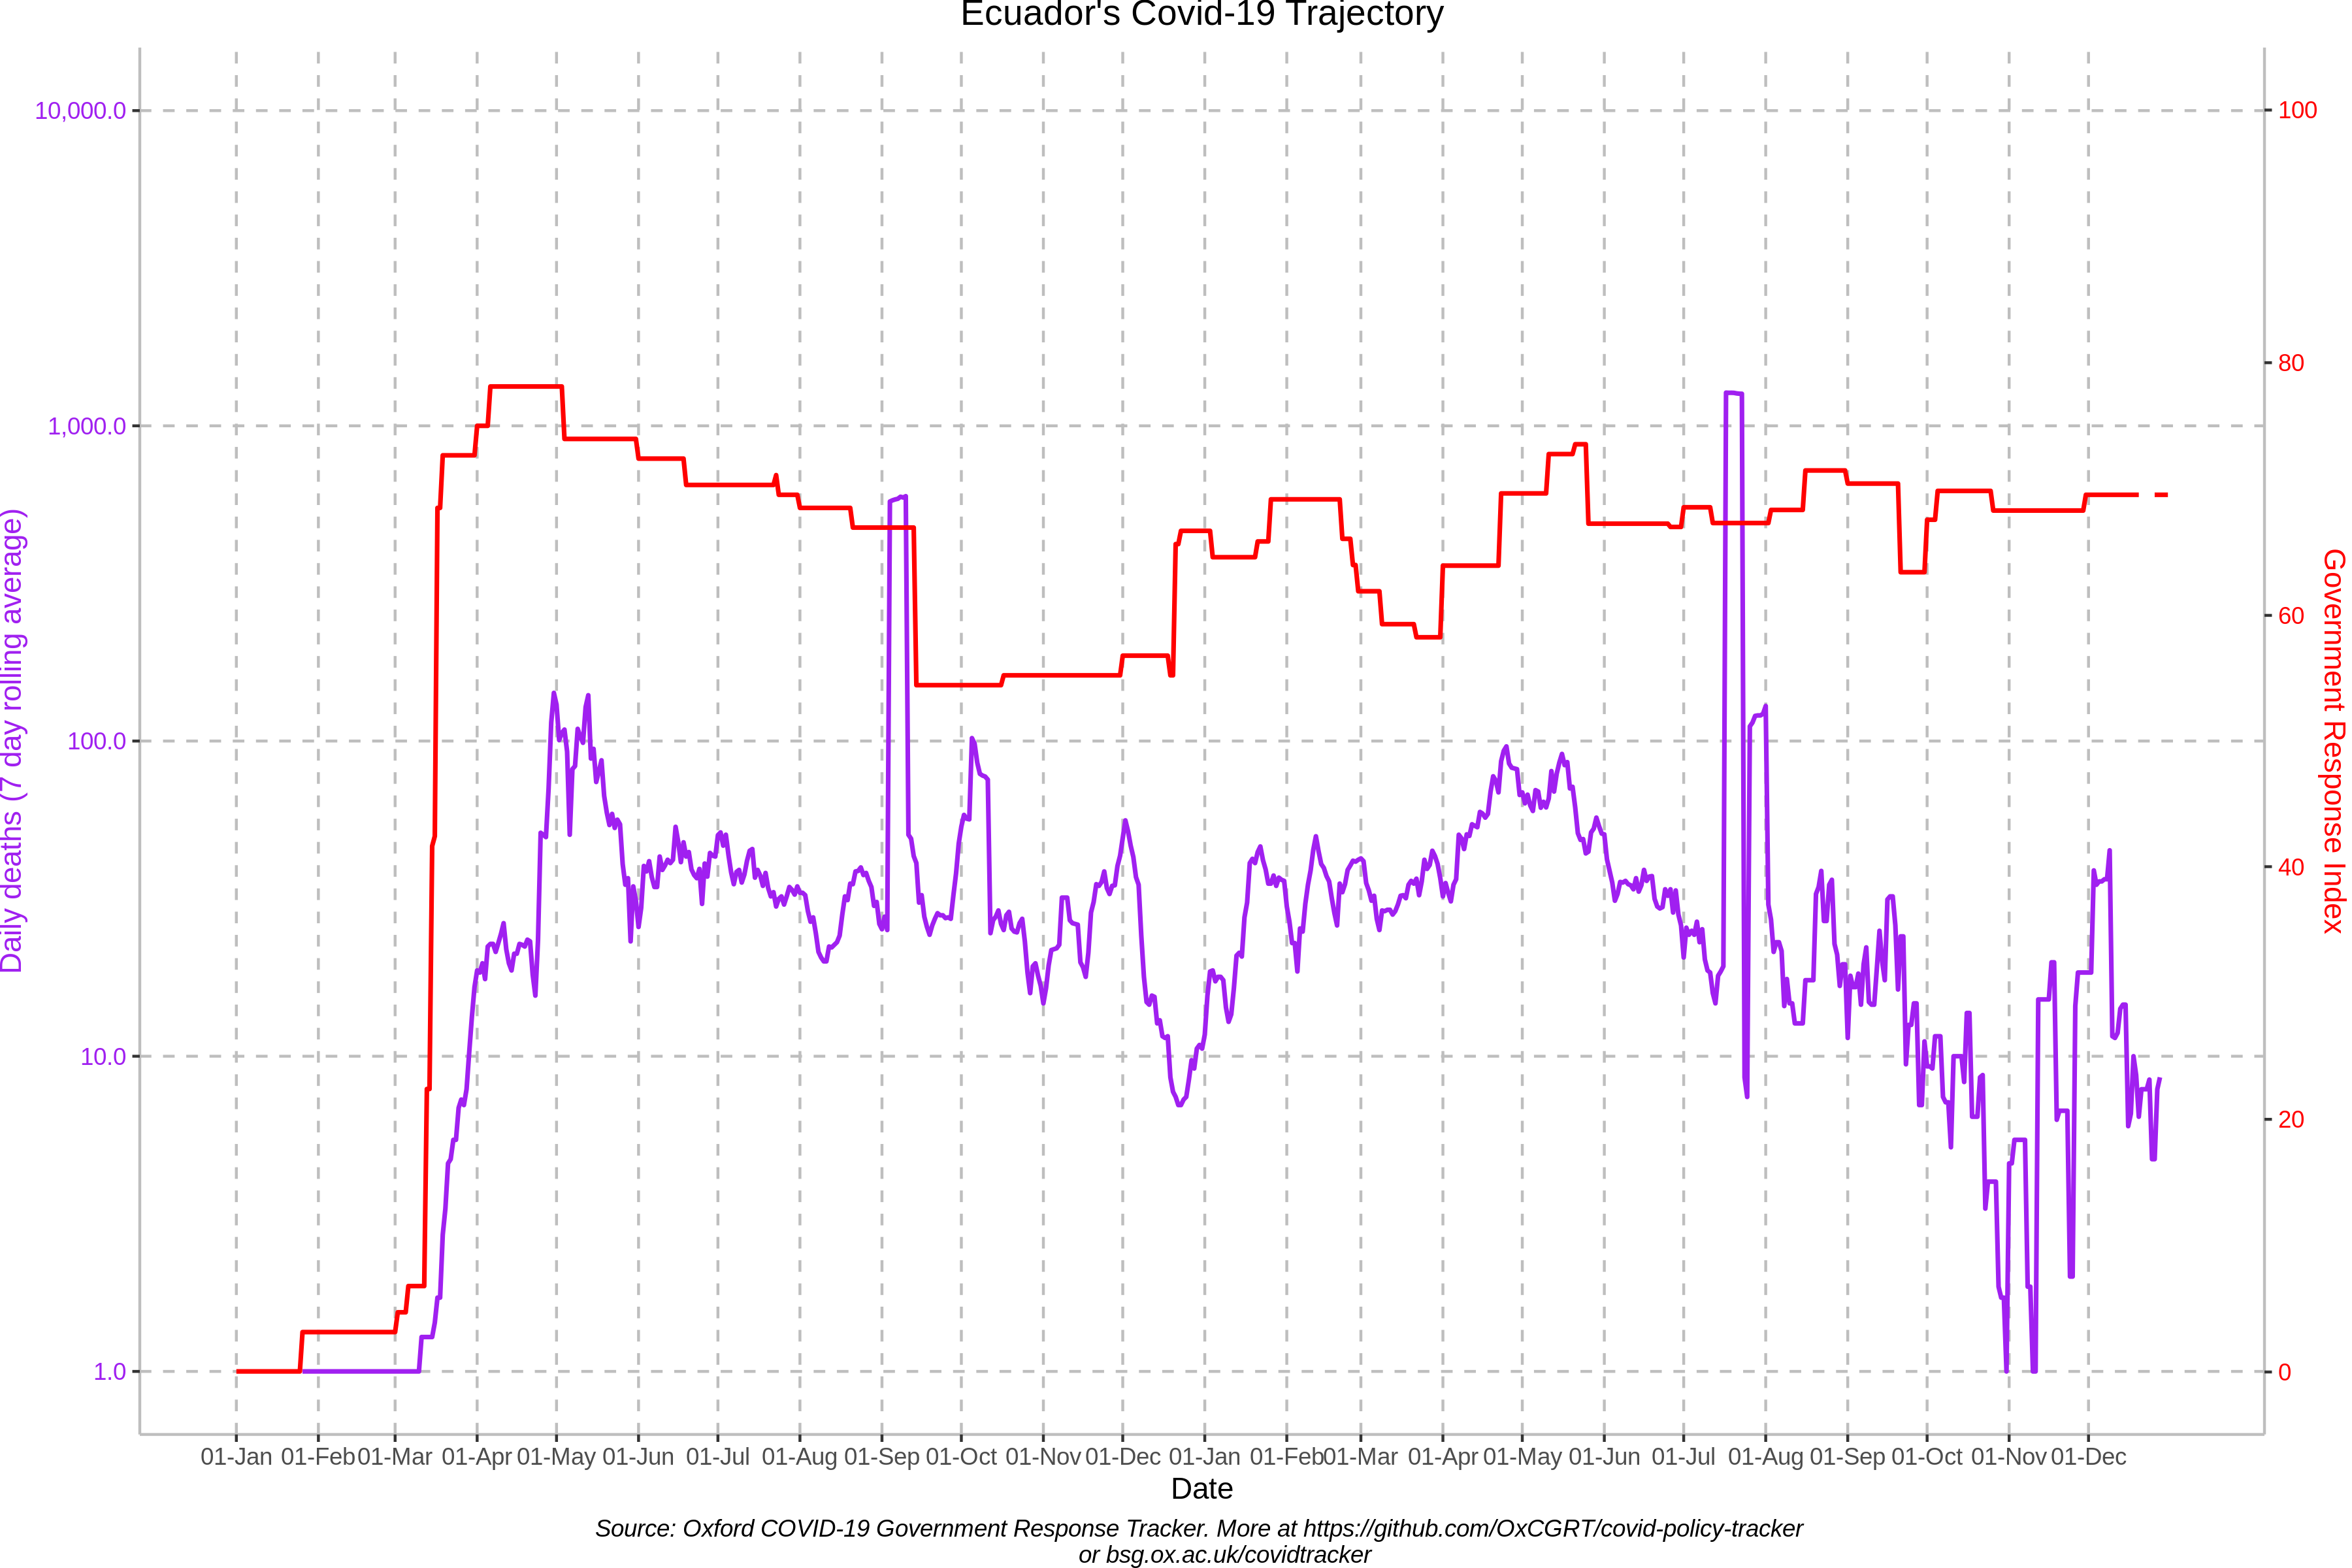 Ecuador's Covid-19 Trajectory
10,000.0
1,000.0
100.0
10.0
1.0
Daily deaths (7 day rolling average)
100
80
60
40
20
0
Government Response Index
01-Jan 01-Feb 01-Mar 01-Apr 01-May 01-Jun 01-Jul 01-Aug 01-Sep 01-Oct 01-Nov 01-Dec 01-Jan 01-Feb 01-Mar 01-Apr 01-May 01-Jun 01-Jul 01-Aug 01-Sep 01-Oct 01-Nov 01-Dec
Date
Source: Oxford COVID-19 Government Response Tracker. More at https://github.com/OxCGRT/covid-policy-tracker
or bsg.ox.ac.uk/covidtracker